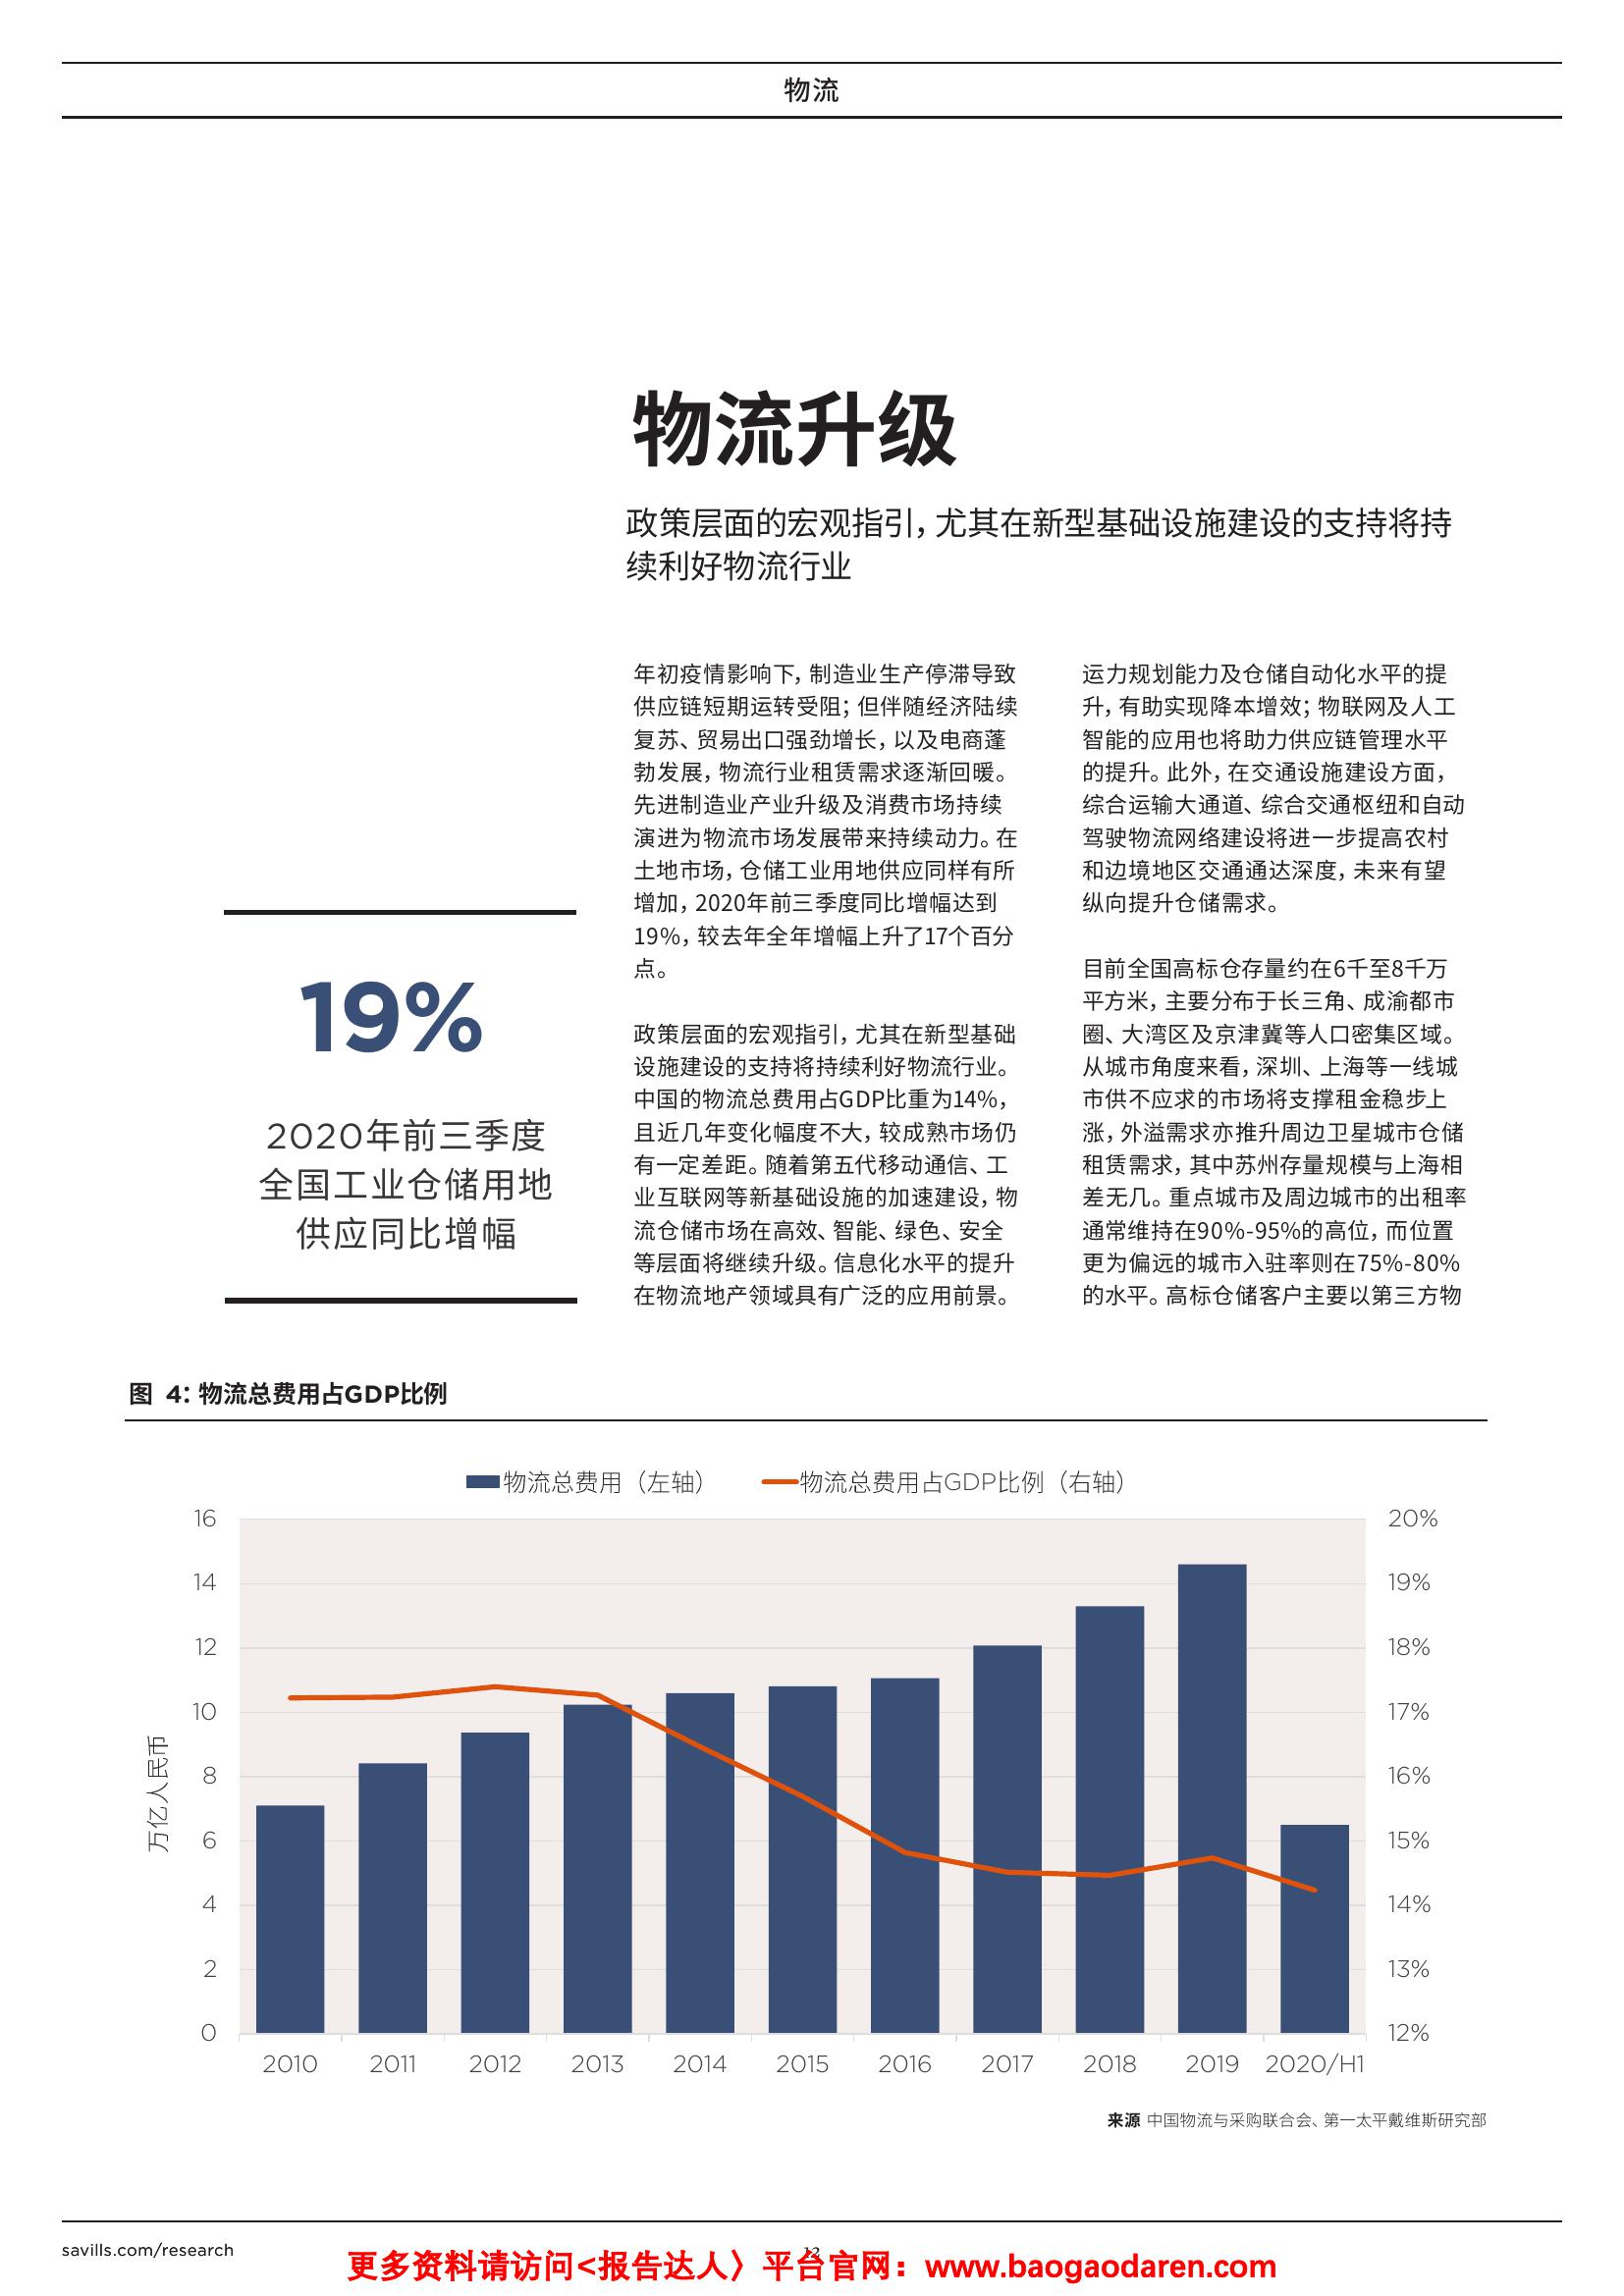 物流
物流升级
政策层面的宏观指引，尤其在新型基础设施建设的支持将持
续利好物流行业
年初疫情影响下，制造业生产停滞导致
供应链短期运转受阻；但伴随经济陆续
复苏、贸易出口强劲增长，以及电商蓬
勃发展，物流行业租赁需求逐渐回暖。
先进制造业产业升级及消费市场持续
演进为物流市场发展带来持续动力。在
土地市场，仓储工业用地供应同样有所
增加，2020年前三季度同比增幅达到
19%，较去年全年增幅上升了17个百分
点。
政策层面的宏观指引，尤其在新型基础
设施建设的支持将持续利好物流行业。
中国的物流总费用占GDP比重为14%，
且近几年变化幅度不大，较成熟市场仍
有一定差距。随着第五代移动通信、工
业互联网等新基础设施的加速建设，物
流仓储市场在高效、智能、绿色、安全
等层面将继续升级。信息化水平的提升
在物流地产领域具有广泛的应用前景。
运力规划能力及仓储自动化水平的提
升，有助实现降本增效；物联网及人工
智能的应用也将助力供应链管理水平
的提升。此外，在交通设施建设方面，
综合运输大通道、综合交通枢纽和自动
驾驶物流网络建设将进一步提高农村
和边境地区交通通达深度，未来有望
纵向提升仓储需求。
目前全国高标仓存量约在6千至8千万
平方米，主要分布于长三角、成渝都市
圈、大湾区及京津冀等人口密集区域。
从城市角度来看，深圳、上海等一线城
市供不应求的市场将支撑租金稳步上
涨，外溢需求亦推升周边卫星城市仓储
租赁需求，其中苏州存量规模与上海相
差无几。重点城市及周边城市的出租率
通常维持在90%-95%的高位，而位置
更为偏远的城市入驻率则在75%-80%
的水平。高标仓储客户主要以第三方物
19%
2020年前三季度
全国工业仓储用地
供应同比增幅
图 4：物流总费用占GDP比例
物流总费用（左轴） 物流总费用占GDP比例（右轴）
万亿人民币
16 20%
14 19%
12 18%
10 17%
8 16%
6 15%
4 14%
2 13%
0 12%
2010 2011 2012 2013 2014 2015 2016 2017 2018 2019 2020/H1
来源 中国物流与采购联合会、第一太平戴维斯研究部
savills.com/research
12
更多资料请访问<报告达人〉平台官网：www.baogaodaren.com